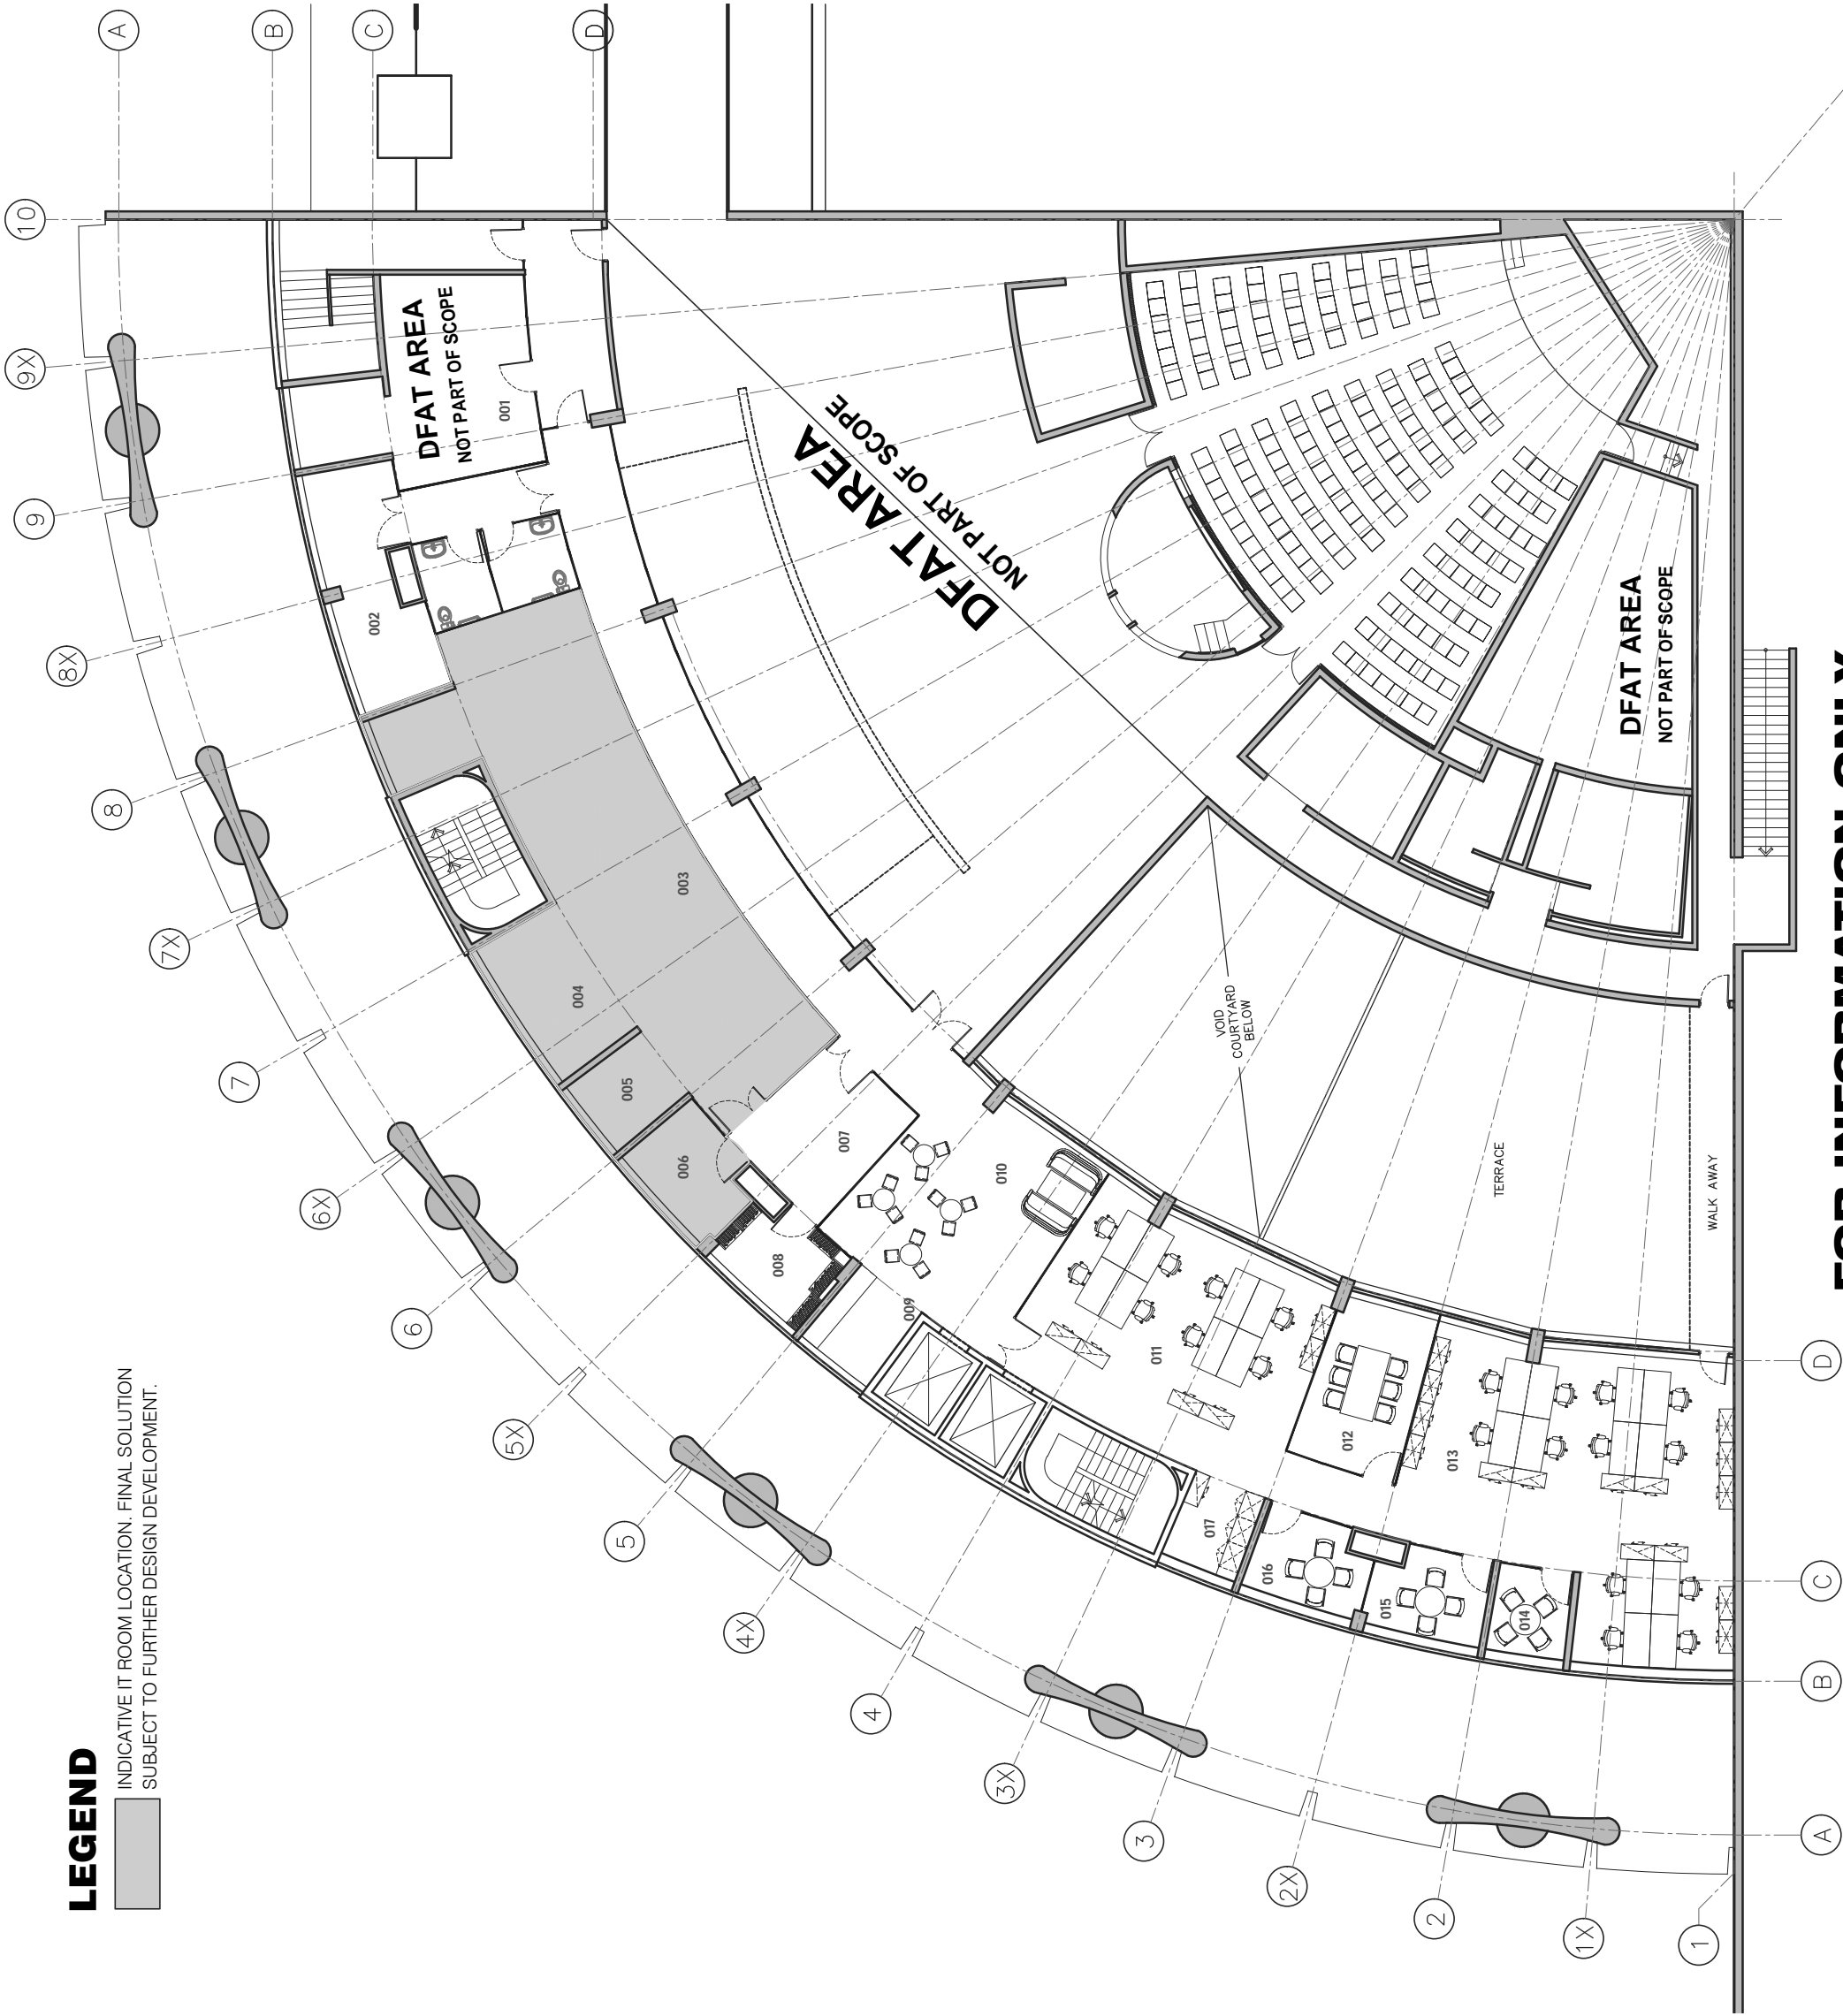 LEGEND
INDICATIVE IT ROOM LOCATION. FINAL SOLUTION
SUBJECT TO FURTHER DESIGN DEVELOPMENT.
A
B
C
D
10
9X
9
8X
8
7X
7
6X
6
5X
5
4X
4
3X
3
2X
2
1X
1
A
B
C
D
DFAT AREA
NOT PART OF SCOPE
001
002
003
004
005
006
007
008
009
010
011
012
013
014
015
016
017
DFAT AREA
NOT PART OF SCOPE
DFAT AREA
NOT PART OF SCOPE
VOID
COURTYARD
BELOW
TERRACE
WALK AWAY
FOR INFORMATION ONLY